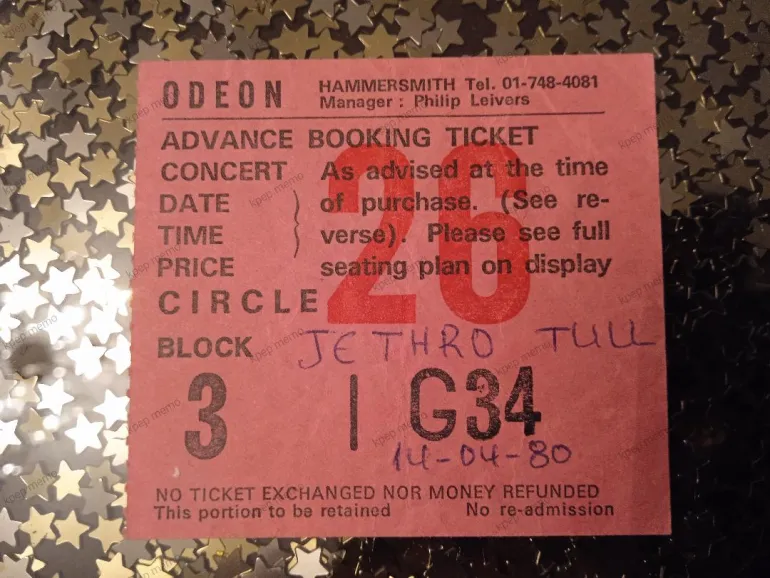 ODEON HAMMERSMITH Tel. 01-748-4081
Manager : Philip Leivers
ADVANCE BOOKING TICKET
CONCERT As advised at the time
DATE of purchase. (See re-
TIME verse). Please see full
PRICE seating plan on display
26
CIRCLE
BLOCK JETHRO TULL
3 | G34
14-04-80
NO TICKET EXCHANGED NOR MONEY REFUNDED
This portion to be retained No re-admission
kpep memo